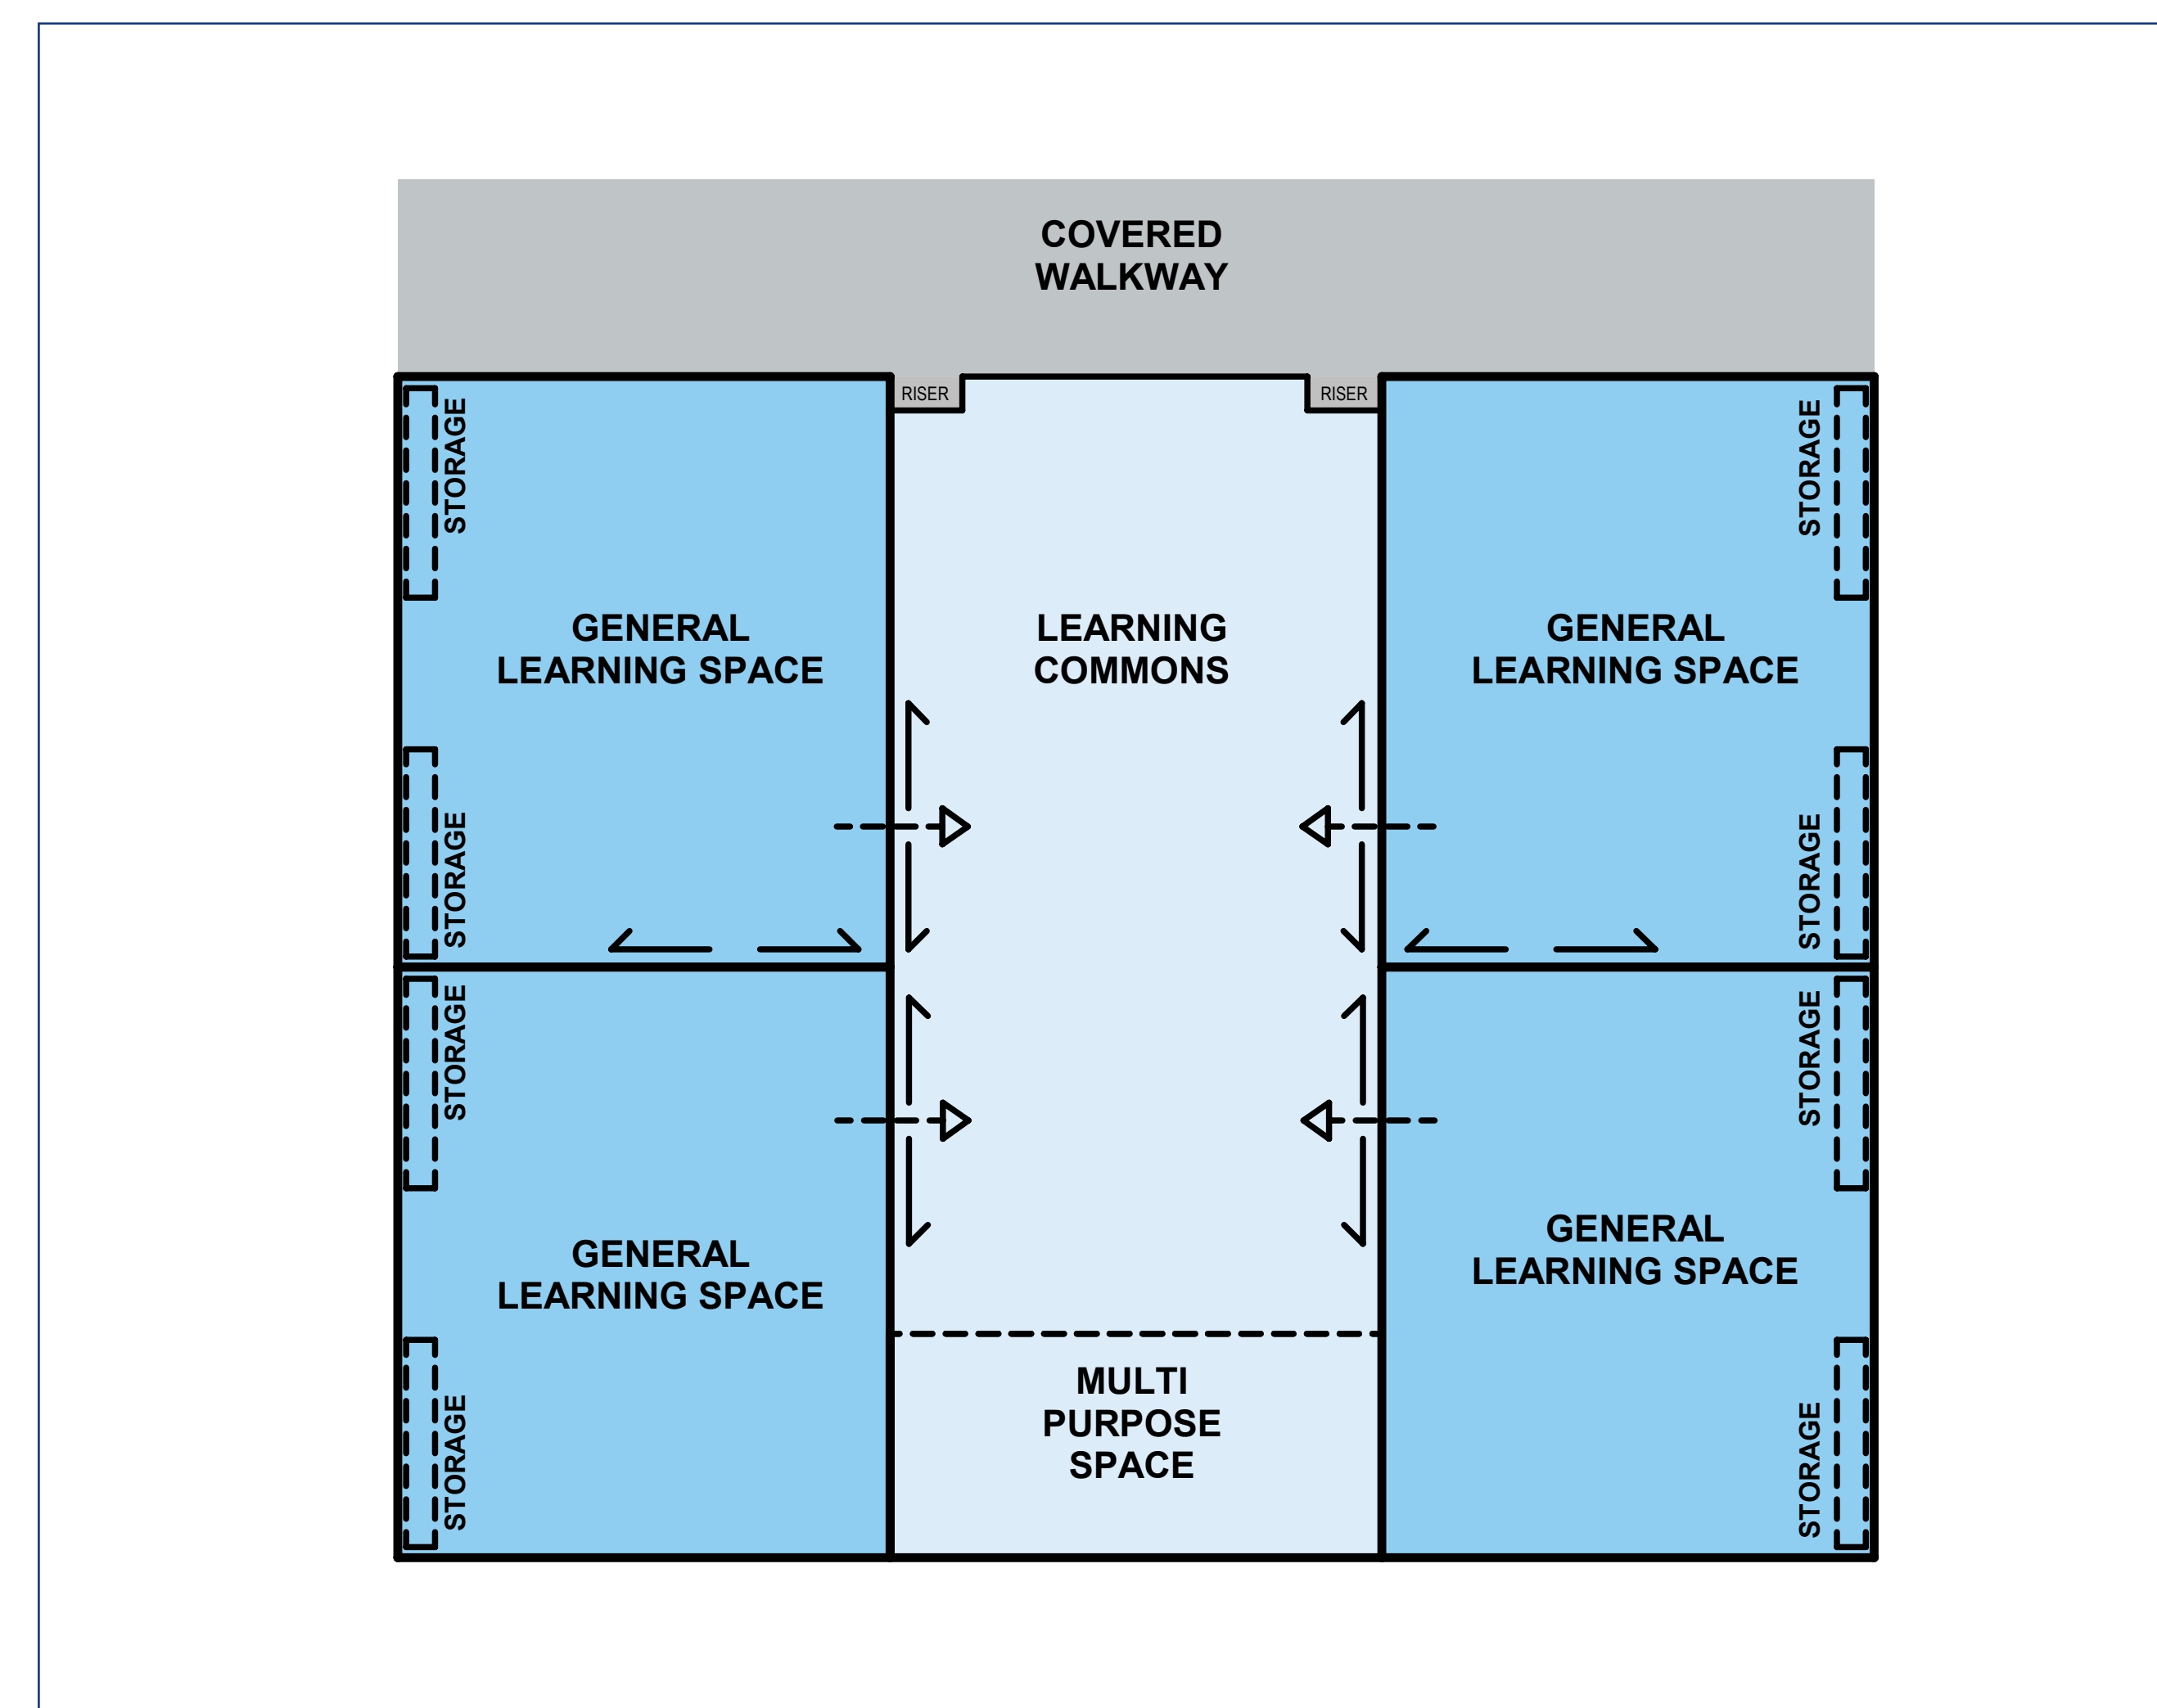 COVERED
WALKWAY
RISER
RISER
STORAGE
STORAGE
GENERAL
LEARNING SPACE
LEARNING
COMMONS
GENERAL
LEARNING SPACE
STORAGE
STORAGE
STORAGE
STORAGE
GENERAL
LEARNING SPACE
GENERAL
LEARNING SPACE
MULTI
PURPOSE
SPACE
STORAGE
STORAGE